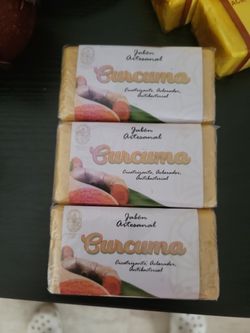 Jabón
Artesanal
Curcuma
Cicatrizante, Aclarador,
Antibacterial
Jabón
Artesanal
Curcuma
Cicatrizante, Aclarador,
Antibacterial
Jabón
Artesanal
Curcuma
Cicatrizante, Aclarador,
Antibacterial